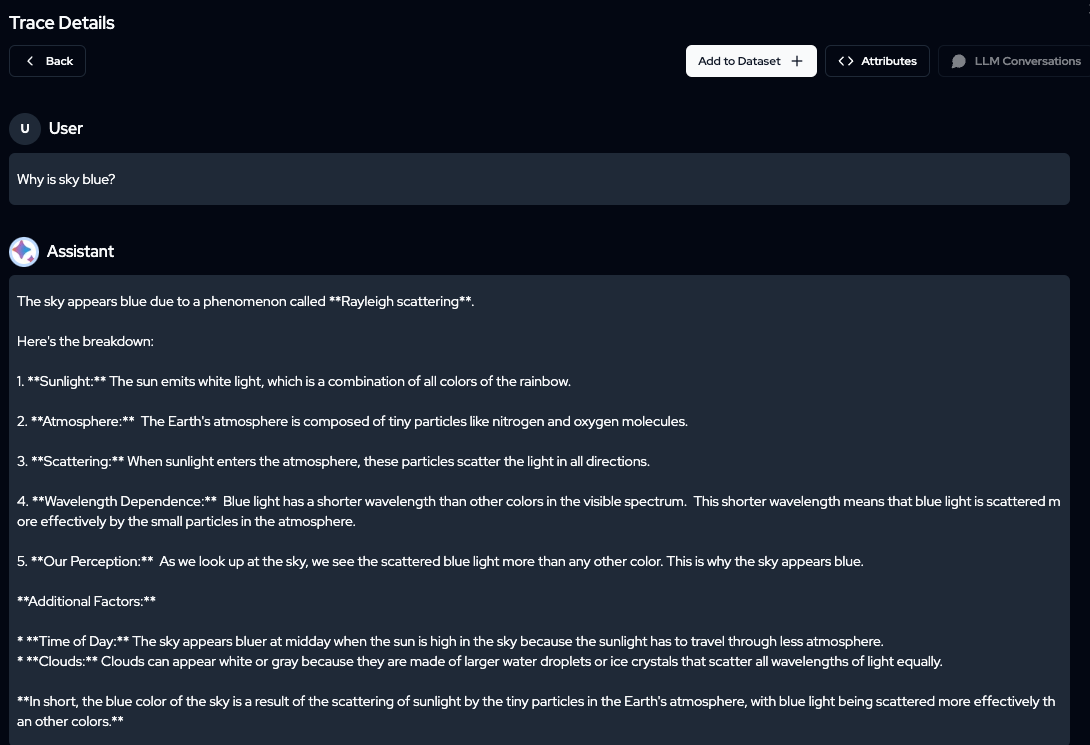 Trace Details
Back
Add to Dataset +
<> Attributes
LLM Conversations
U User
Why is sky blue?
Assistant
The sky appears blue due to a phenomenon called **Rayleigh scattering**.
Here's the breakdown:
1. **Sunlight:** The sun emits white light, which is a combination of all colors of the rainbow.
2. **Atmosphere:**  The Earth's atmosphere is composed of tiny particles like nitrogen and oxygen molecules.
3. **Scattering:** When sunlight enters the atmosphere, these particles scatter the light in all directions.
4. **Wavelength Dependence:**  Blue light has a shorter wavelength than other colors in the visible spectrum.  This shorter wavelength means that blue light is scattered m
ore effectively by the small particles in the atmosphere.
5. **Our Perception:**  As we look up at the sky, we see the scattered blue light more than any other color. This is why the sky appears blue.
**Additional Factors:**
* **Time of Day:** The sky appears bluer at midday when the sun is high in the sky because the sunlight has to travel through less atmosphere.
* **Clouds:** Clouds can appear white or gray because they are made of larger water droplets or ice crystals that scatter all wavelengths of light equally.
**In short, the blue color of the sky is a result of the scattering of sunlight by the tiny particles in the Earth's atmosphere, with blue light being scattered more effectively th
an other colors.**